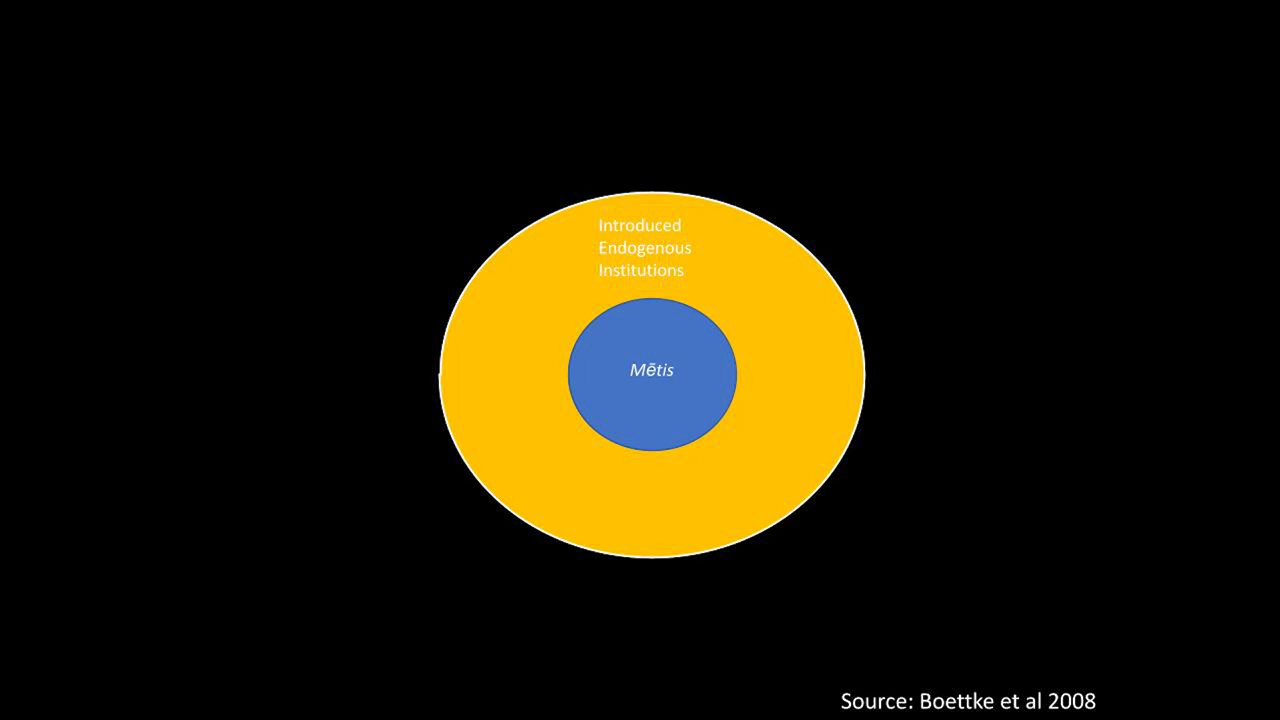 Introduced
Endogenous
Institutions
Mētis
Source: Boettke et al 2008